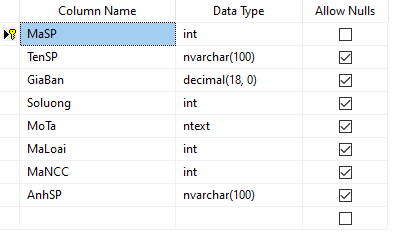 Column Name Data Type Allow Nulls
MaSP int
TenSP nvarchar(100)
GiaBan decimal(18, 0)
Soluong int
MoTa ntext
MaLoai int
MaNCC int
AnhSP nvarchar(100)